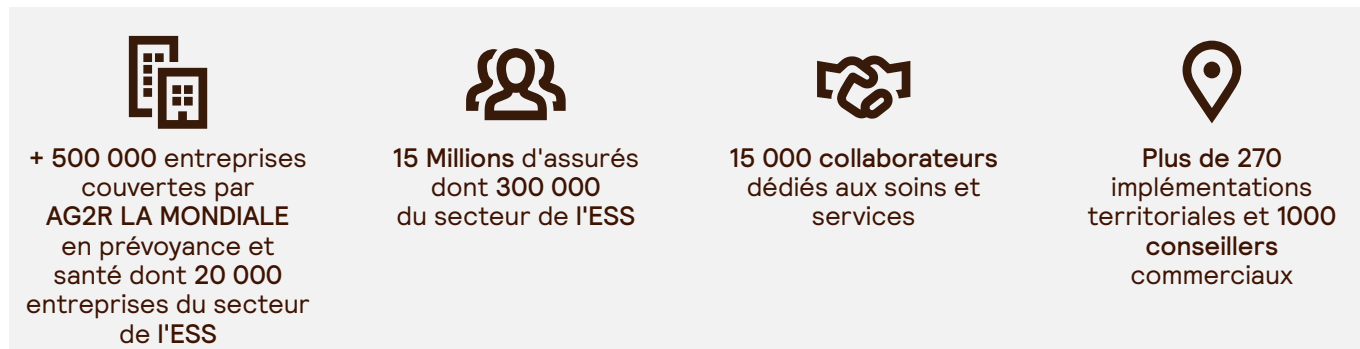 + 500 000 entreprises
couvertes par
AG2R LA MONDIALE
en prévoyance et
santé dont 20 000
entreprises du secteur
de l'ESS
15 Millions d'assurés
dont 300 000
du secteur de l'ESS
15 000 collaborateurs
dédiés aux soins et
services
Plus de 270
implémentations
territoriales et 1000
conseillers
commerciaux